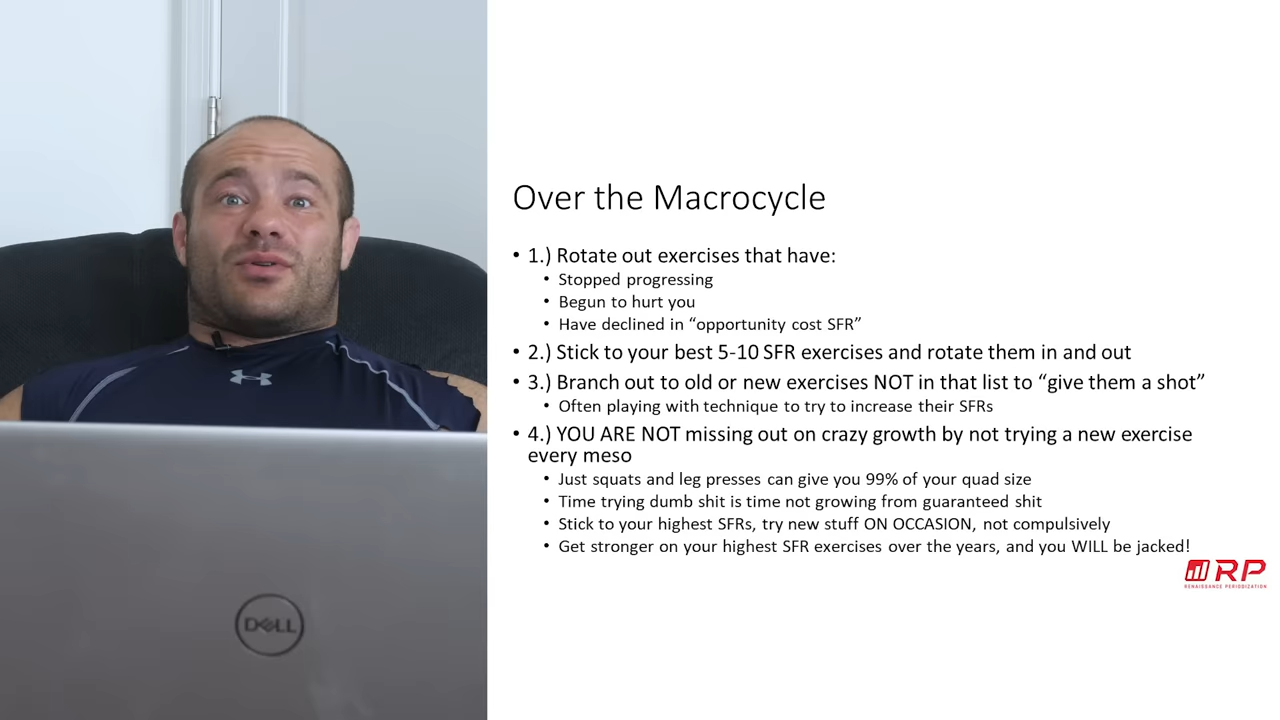 Over the Macrocycle
• 1.) Rotate out exercises that have:
• Stopped progressing
• Begun to hurt you
• Have declined in “opportunity cost SFR”
• 2.) Stick to your best 5-10 SFR exercises and rotate them in and out
• 3.) Branch out to old or new exercises NOT in that list to “give them a shot”
• Often playing with technique to try to increase their SFRs
• 4.) YOU ARE NOT missing out on crazy growth by not trying a new exercise
every meso
• Just squats and leg presses can give you 99% of your quad size
• Time trying dumb shit is time not growing from guaranteed shit
• Stick to your highest SFRs, try new stuff ON OCCASION, not compulsively
• Get stronger on your highest SFR exercises over the years, and you WILL be jacked!
RP
RENAISSANCE PERIODIZATION
DELL